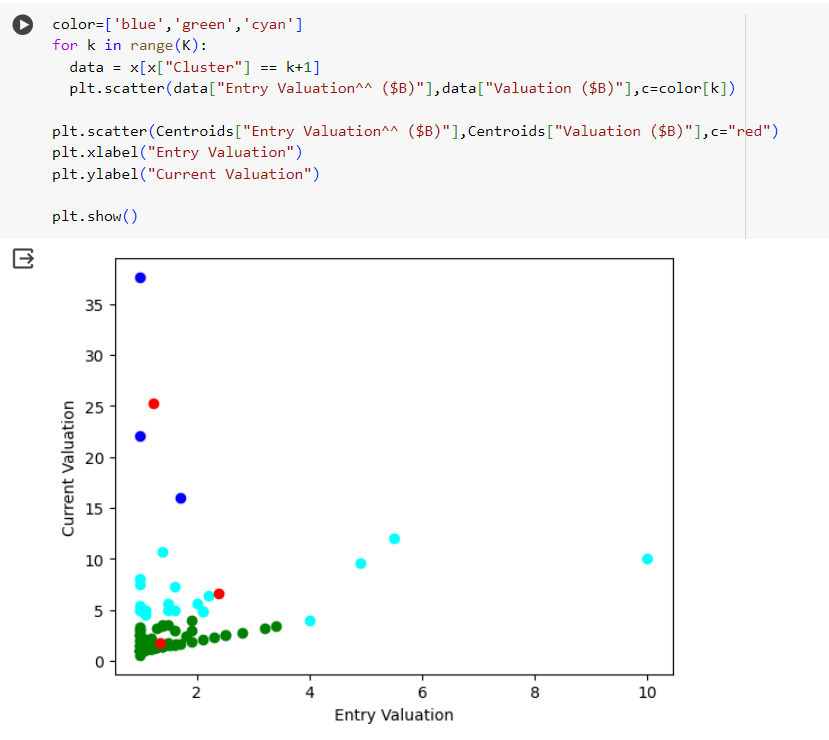 color=['blue','green','cyan']
for k in range(K):
  data = x[x["Cluster"] == k+1]
  plt.scatter(data["Entry Valuation^^ ($B)"],data["Valuation ($B)"],c=color[k])
plt.scatter(Centroids["Entry Valuation^^ ($B)"],Centroids["Valuation ($B)"],c="red")
plt.xlabel("Entry Valuation")
plt.ylabel("Current Valuation")
plt.show()
35
30
25
20
15
10
5
0
Current Valuation
2 4 6 8 10
Entry Valuation